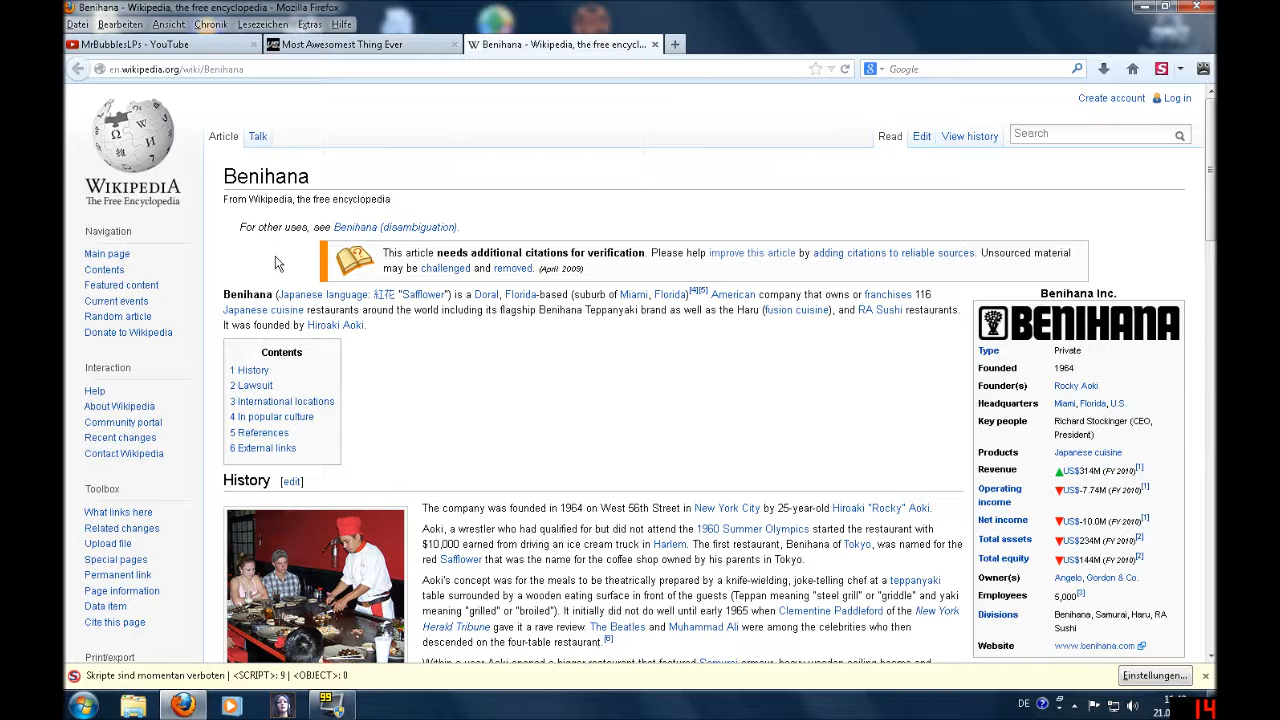 Benihana - Wikipedia, the free encyclopedia - Mozilla Firefox
Datei Bearbeiten Ansicht Chronik Lesezeichen Extras Hilfe
MrBubblesLPs - YouTube
Most Awesomest Thing Ever
W Benihana - Wikipedia, the free encycl...
en.wikipedia.org/wiki/Benihana
Google
Create account
Log in
Article
Talk
Read
Edit
View history
Search
WIKIPEDIA
The Free Encyclopedia
Navigation
Main page
Contents
Featured content
Current events
Random article
Donate to Wikipedia
Interaction
Help
About Wikipedia
Community portal
Recent changes
Contact Wikipedia
Toolbox
What links here
Related changes
Upload file
Special pages
Permanent link
Page information
Data item
Cite this page
Print/export
Benihana
From Wikipedia, the free encyclopedia
For other uses, see Benihana (disambiguation).
This article needs additional citations for verification. Please help improve this article by adding citations to reliable sources. Unsourced material
may be challenged and removed. (April 2009)
Benihana (Japanese language: 紅花 "Safflower") is a Doral, Florida-based (suburb of Miami, Florida)[4][5] American company that owns or franchises 116
Japanese cuisine restaurants around the world including its flagship Benihana Teppanyaki brand as well as the Haru (fusion cuisine), and RA Sushi restaurants.
It was founded by Hiroaki Aoki.
Contents
1 History
2 Lawsuit
3 International locations
4 In popular culture
5 References
6 External links
History [edit]
The company was founded in 1964 on West 56th Street in New York City by 25-year-old Hiroaki "Rocky" Aoki.
Aoki, a wrestler who had qualified for but did not attend the 1960 Summer Olympics started the restaurant with
$10,000 earned from driving an ice cream truck in Harlem. The first restaurant, Benihana of Tokyo, was named for the
red Safflower that was the name for the coffee shop owned by his parents in Tokyo.
Aoki's concept was for the meals to be theatrically prepared by a knife-wielding, joke-telling chef at a teppanyaki
table surrounded by a wooden eating surface in front of the guests (Teppan meaning "steel grill" or "griddle" and yaki
meaning "grilled" or "broiled"). It initially did not do well until early 1965 when Clementine Paddleford of the New York
Herald Tribune gave it a rave review. The Beatles and Muhammad Ali were among the celebrities who then
descended on the four-table restaurant.[6]
Benihana Inc.
BENIHANA
Type Private
Founded 1964
Founder(s) Rocky Aoki
Headquarters Miami, Florida, U.S.
Key people Richard Stockinger (CEO,
President)
Products Japanese cuisine
Revenue ▲US$314M (FY 2010)[1]
Operating
income ▼US$-7.74M (FY 2010)[1]
Net income ▼US$-10.0M (FY 2010)[1]
Total assets ▼US$234M (FY 2010)[2]
Total equity ▼US$144M (FY 2010)[2]
Owner(s) Angelo, Gordon & Co.
Employees 5,000[3]
Divisions Benihana, Samurai, Haru, RA
Sushi
Website www.benihana.com
Skripte sind momentan verboten | <SCRIPT>: 9 | <OBJECT>: 0
Einstellungen...
99
DE
21.0
14